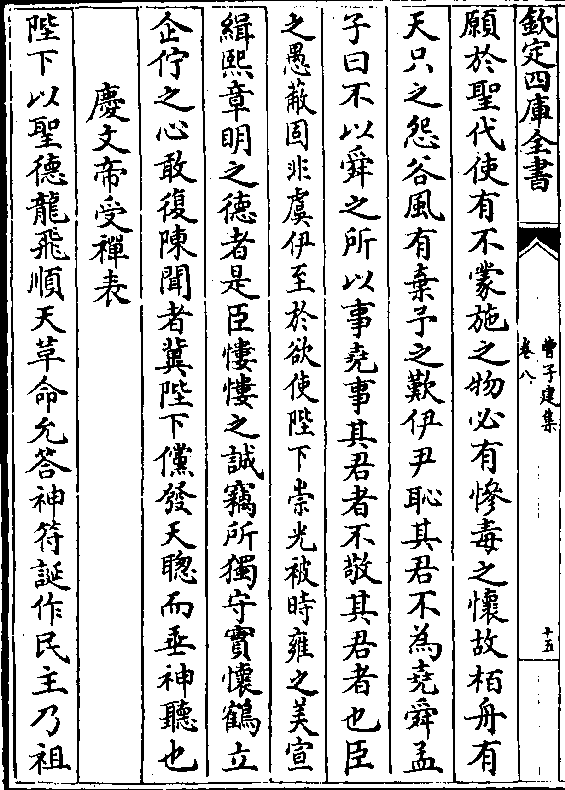 欽定四庫全書
曹子建集
卷八
十五
願於聖代使有不蒙施之物必有慘毒之懷故栢舟有
天只之怨谷風有棄予之歎伊尹恥其君不為堯舜孟
子曰不以舜之所以事堯事其君者不敬其君者也臣
之愚蔽固非虞伊至於欲使陛下崇光被時雍之美宣
緝熙章明之德者是臣慺慺之誠竊所獨守實懷鶴立
企佇之心敢復陳聞者冀陛下儻發天聰而垂神聽也
慶文帝受禪表
陛下以聖德龍飛順天革命允答神符誕作民主乃祖